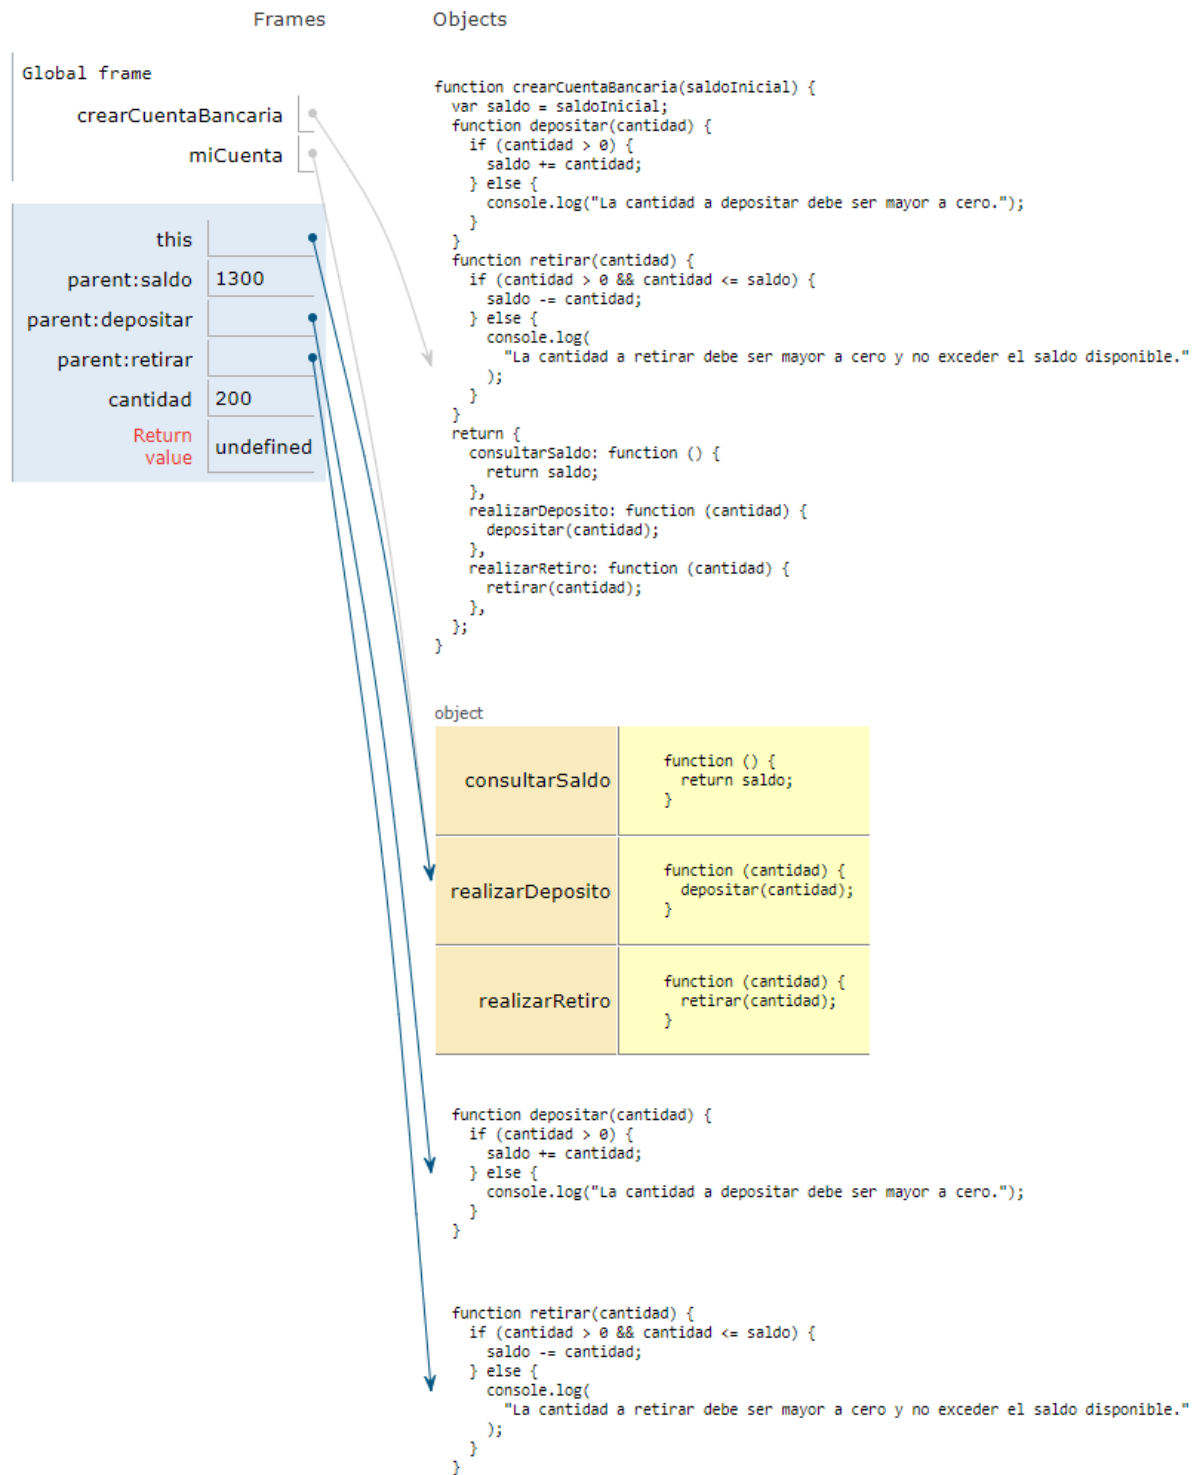 Frames Objects
Global frame
crearCuentaBancaria
miCuenta
this
parent:saldo 1300
parent:depositar
parent:retirar
cantidad 200
Return
value undefined
function crearCuentaBancaria(saldoInicial) {
  var saldo = saldoInicial;
  function depositar(cantidad) {
    if (cantidad > 0) {
      saldo += cantidad;
    } else {
      console.log("La cantidad a depositar debe ser mayor a cero.");
    }
  }
  function retirar(cantidad) {
    if (cantidad > 0 && cantidad <= saldo) {
      saldo -= cantidad;
    } else {
      console.log(
        "La cantidad a retirar debe ser mayor a cero y no exceder el saldo disponible."
      );
    }
  }
  return {
    consultarSaldo: function () {
      return saldo;
    },
    realizarDeposito: function (cantidad) {
      depositar(cantidad);
    },
    realizarRetiro: function (cantidad) {
      retirar(cantidad);
    },
  };
}
object
consultarSaldo
function () {
  return saldo;
}
realizarDeposito
function (cantidad) {
  depositar(cantidad);
}
realizarRetiro
function (cantidad) {
  retirar(cantidad);
}
function depositar(cantidad) {
    if (cantidad > 0) {
      saldo += cantidad;
    } else {
      console.log("La cantidad a depositar debe ser mayor a cero.");
    }
}
function retirar(cantidad) {
    if (cantidad > 0 && cantidad <= saldo) {
      saldo -= cantidad;
    } else {
      console.log(
        "La cantidad a retirar debe ser mayor a cero y no exceder el saldo disponible."
      );
    }
}